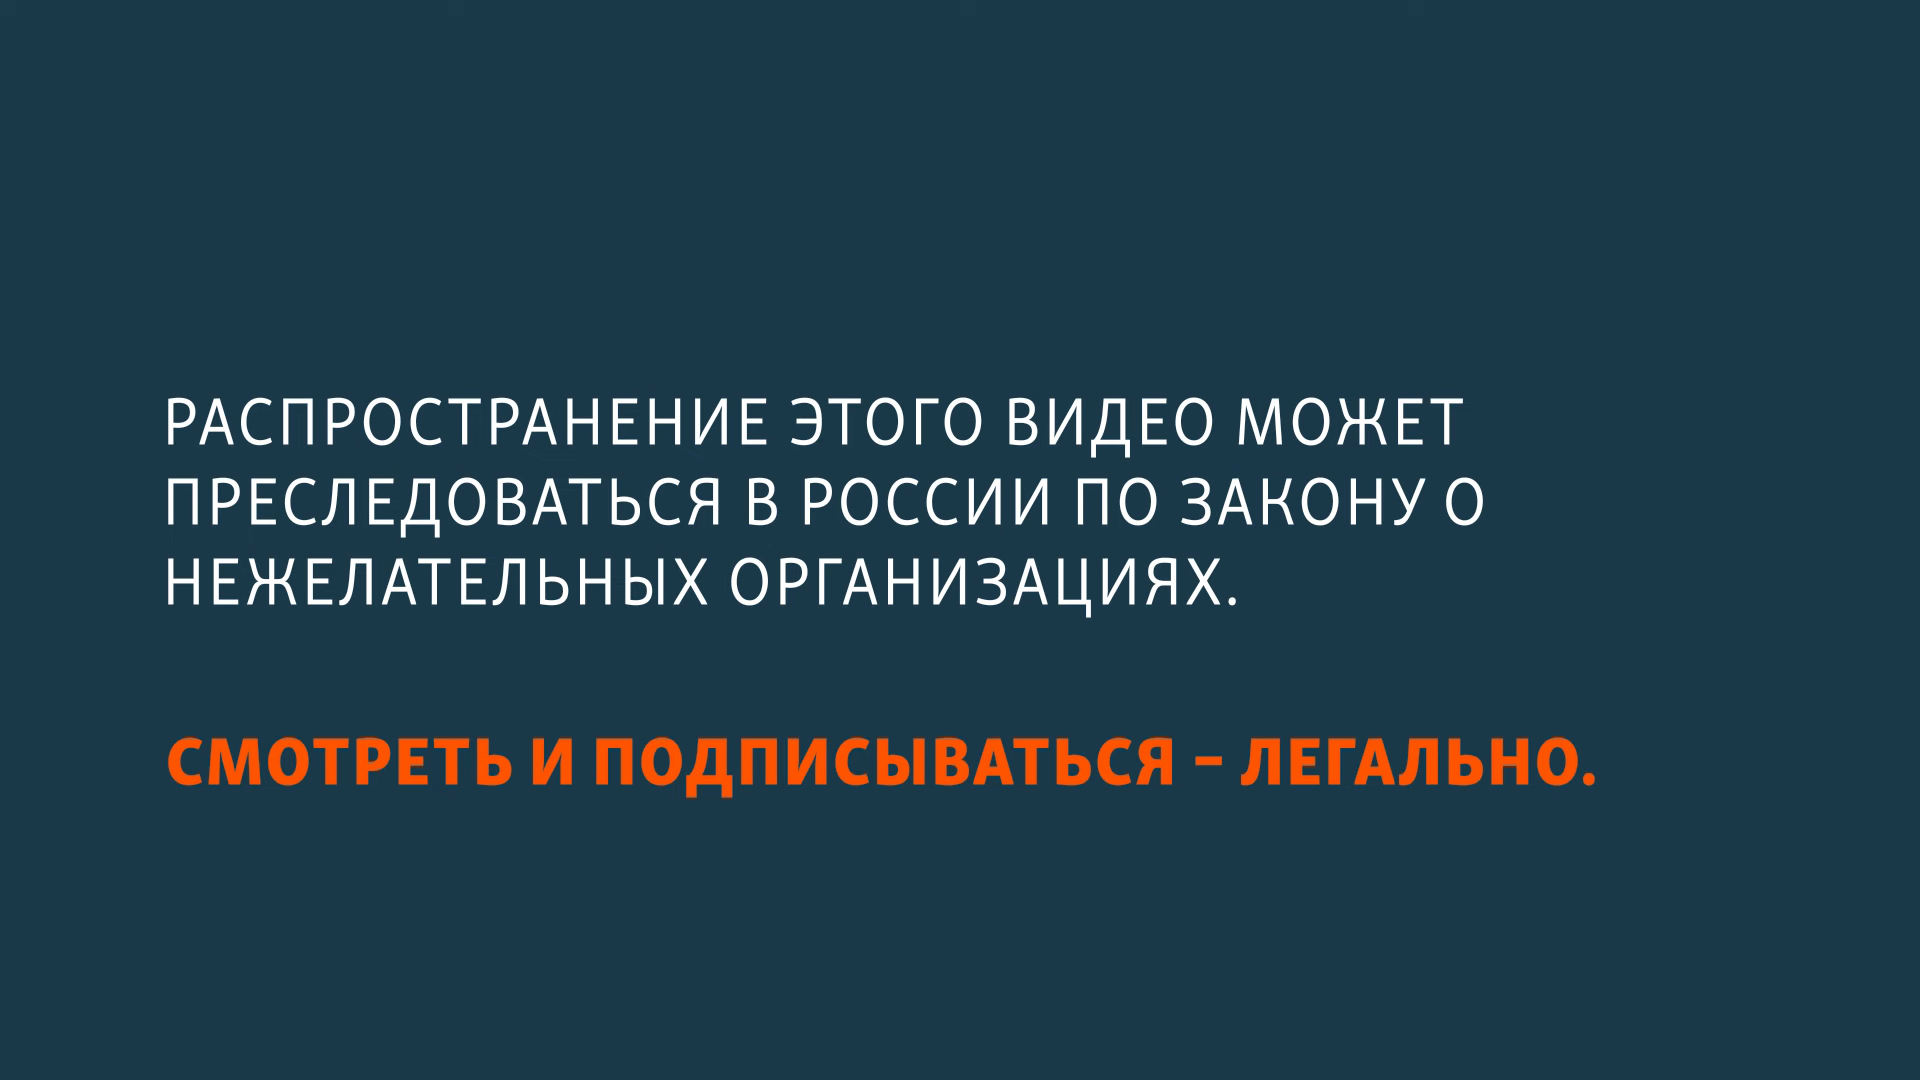 РАСПРОСТРАНЕНИЕ ЭТОГО ВИДЕО МОЖЕТ
ПРЕСЛЕДОВАТЬСЯ В РОССИИ ПО ЗАКОНУ О
НЕЖЕЛАТЕЛЬНЫХ ОРГАНИЗАЦИЯХ.
СМОТРЕТЬ И ПОДПИСЫВАТЬСЯ – ЛЕГАЛЬНО.